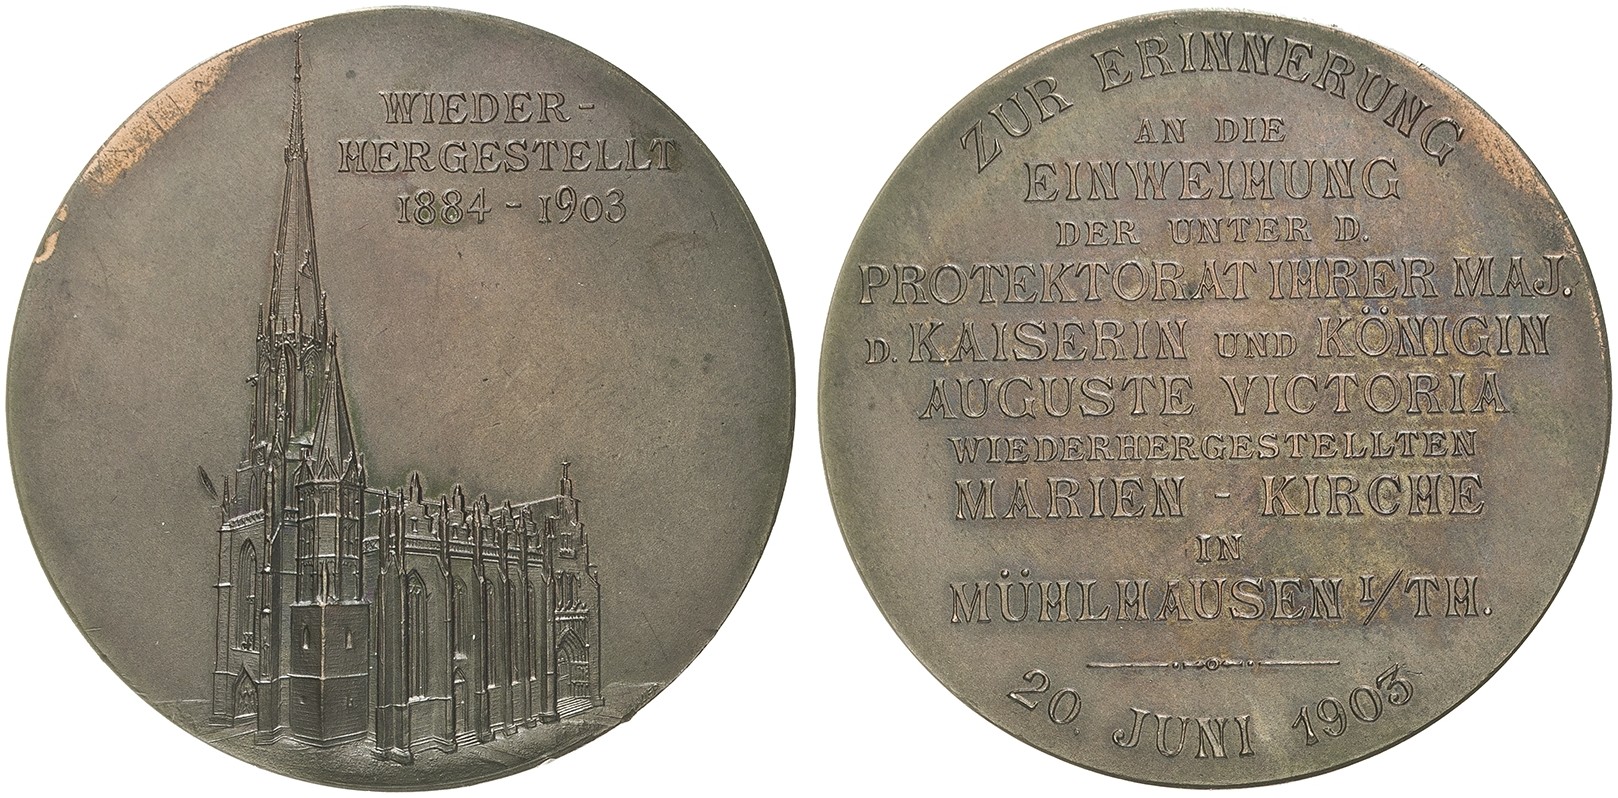 WIEDER-
HERGESTELLT
1884 - 1903
ZUR ERINNERUNG
AN DIE
EINWEIHUNG
DER UNTER D.
PROTEKTORAT IHRER MAJ.
D. KAISERIN UND KÖNIGIN
AUGUSTE VICTORIA
WIEDERHERGESTELLTEN
MARIEN - KIRCHE
IN
MÜHLHAUSEN I/TH.
20. JUNI 1903